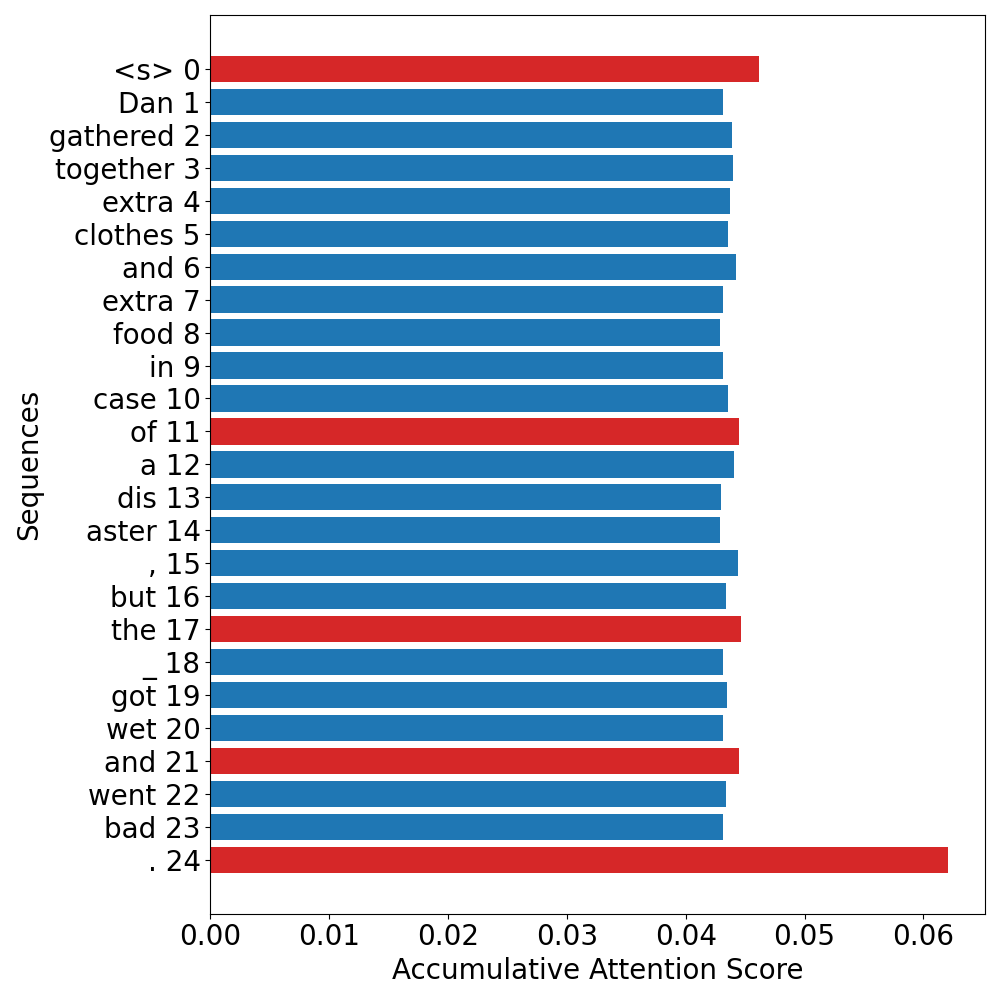 <s> 0
Dan 1
gathered 2
together 3
extra 4
clothes 5
and 6
extra 7
food 8
in 9
case 10
of 11
a 12
dis 13
aster 14
, 15
but 16
the 17
_ 18
got 19
wet 20
and 21
went 22
bad 23
. 24
Sequences
0.00 0.01 0.02 0.03 0.04 0.05 0.06
Accumulative Attention Score